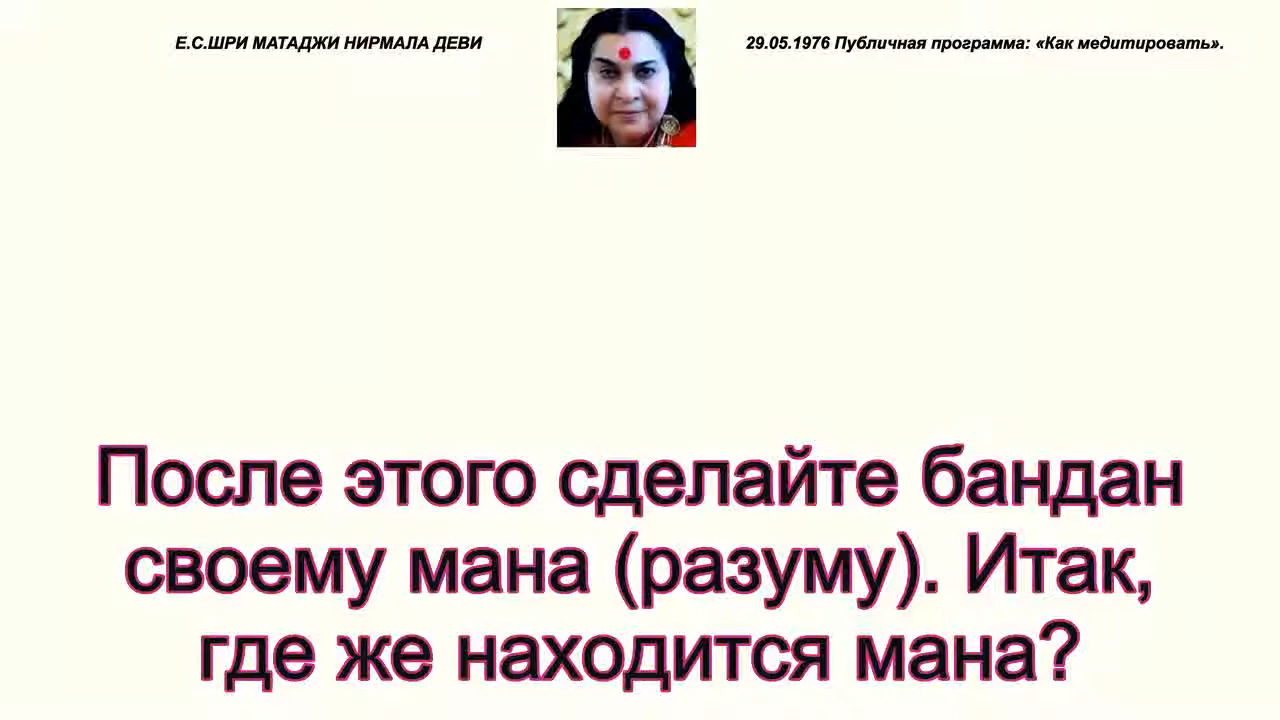 Е.С.ШРИ МАТАДЖИ НИРМАЛА ДЕВИ
29.05.1976 Публичная программа: «Как медитировать».
После этого сделайте бандан
своему мана (разуму). Итак,
где же находится мана?